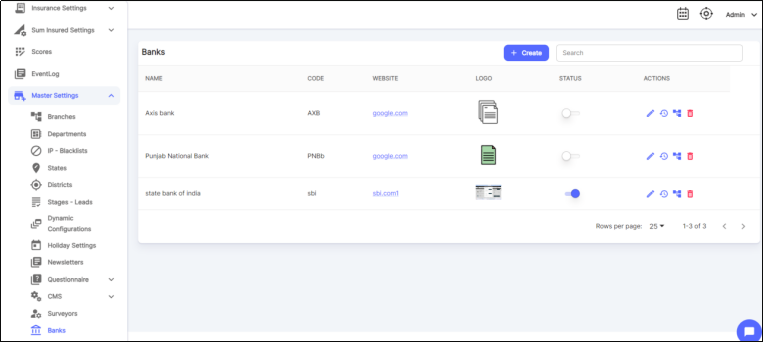 Insurance Settings
Admin
Sum Insured Settings
Scores
Banks
+ Create
Search
EventLog
NAME CODE WEBSITE LOGO STATUS ACTIONS
Master Settings
Axis bank AXB google.com
Branches
Departments
IP - Blacklists
Punjab National Bank PNBb google.com
States
Districts
state bank of india sbi sbi.com1
Stages - Leads
Dynamic
Configurations
Rows per page: 25 1-3 of 3
Holiday Settings
Newsletters
Questionnaire
CMS
Surveyors
Banks